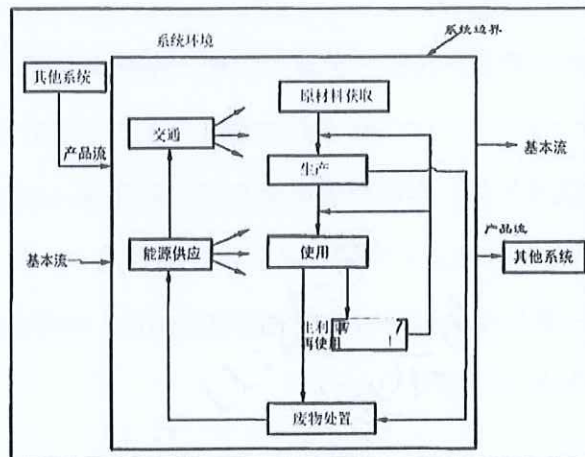 系统环境
系统边界
其他系统
原材料获取
交通
产品流
基本流
生产
产品流
能源供应
使用
其他系统
基本流
生利
再使用
废物处置